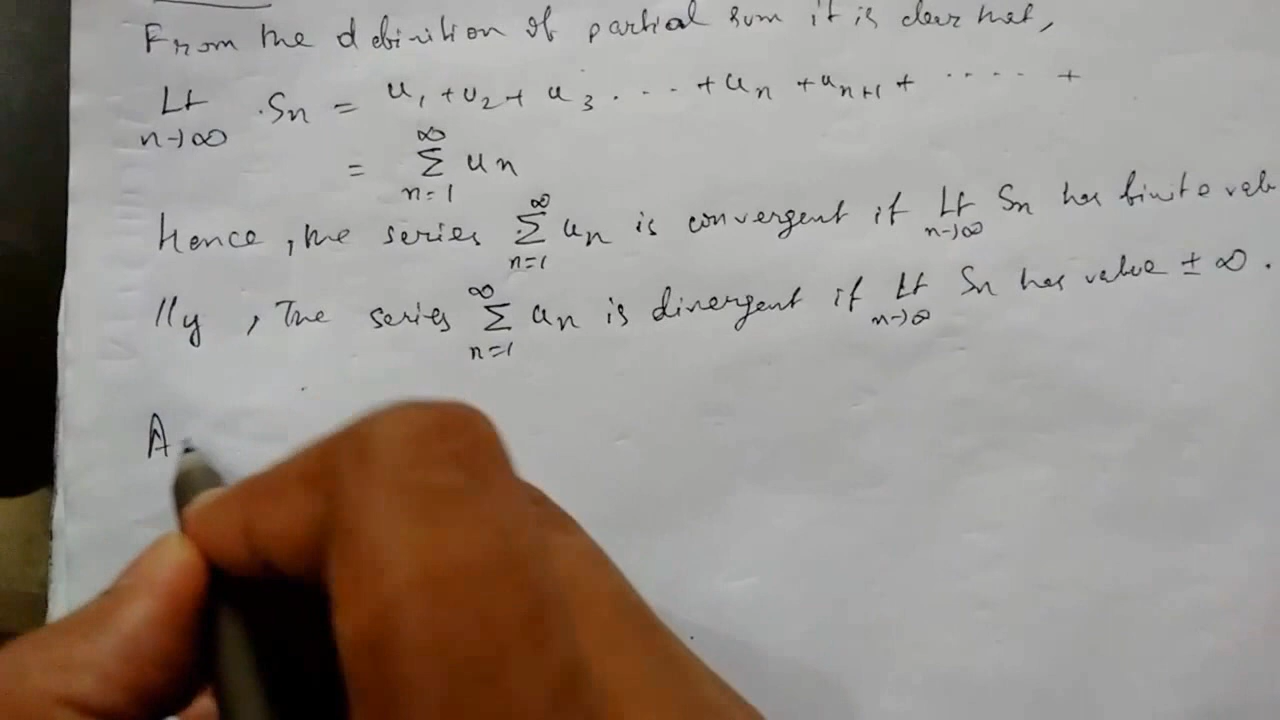 From the definition of partial sum it is clear that,
Lt n→∞ . Sn = u1 + u2 + u3 . ... + un + un+1 + ..... +
= ∞ Σ n=1 un
Hence, the series ∞ Σ n=1 un is convergent if Lt n→∞ Sn has finite valu
//y , The series ∞ Σ n=1 un is divergent if Lt n→∞ Sn has value ± ∞ .
A